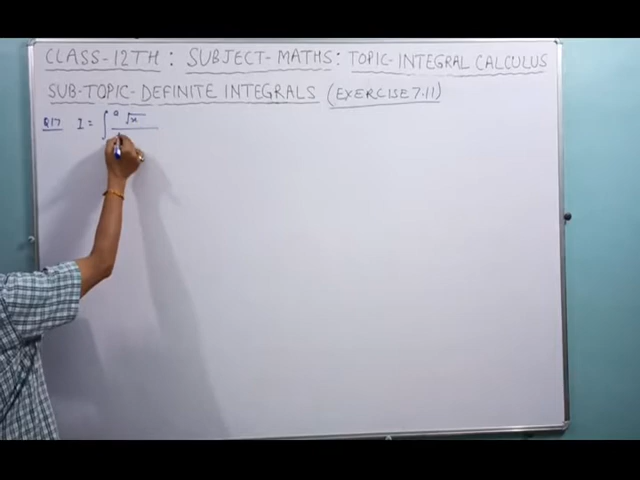 CLASS-12TH : SUBJECT-MATHS: TOPIC-INTEGRAL CALCULUS
SUB-TOPIC-DEFINITE INTEGRALS (EXERCISE 7.11)
Q17 I = ∫ a √x